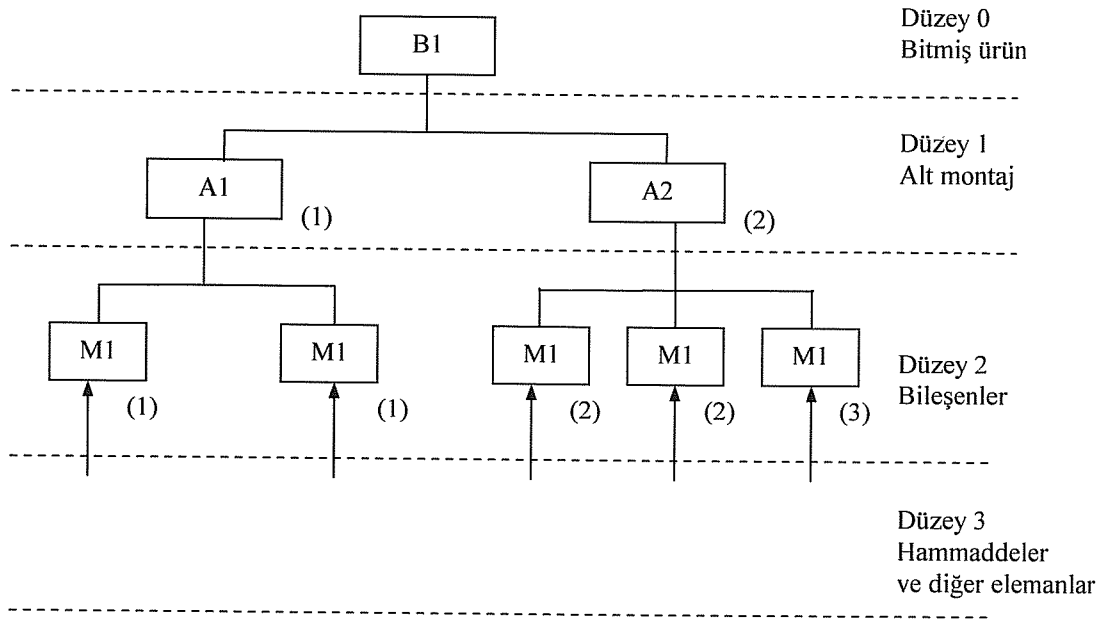 B1
Düzey 0
Bitmiş ürün
A1
(1)
A2
(2)
Düzey 1
Alt montaj
M1
(1)
M1
(1)
M1
(2)
M1
(2)
M1
(3)
Düzey 2
Bileşenler
Düzey 3
Hammaddeler
ve diğer elemanlar